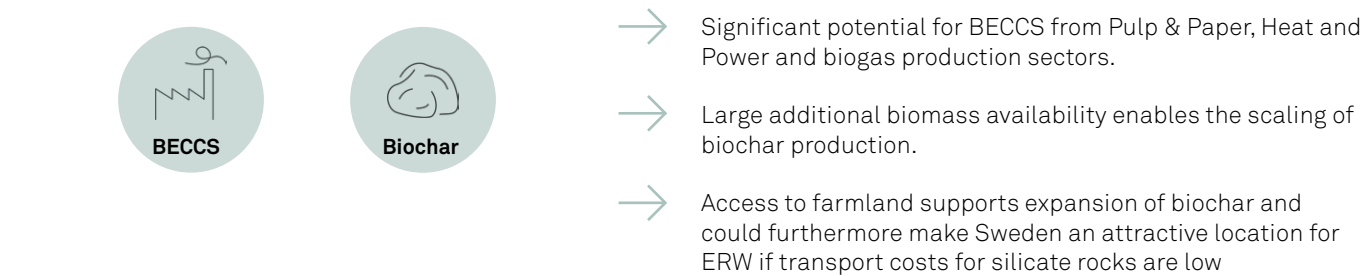 BECCS
Biochar
Significant potential for BECCS from Pulp & Paper, Heat and
Power and biogas production sectors.
Large additional biomass availability enables the scaling of
biochar production.
Access to farmland supports expansion of biochar and
could furthermore make Sweden an attractive location for
ERW if transport costs for silicate rocks are low